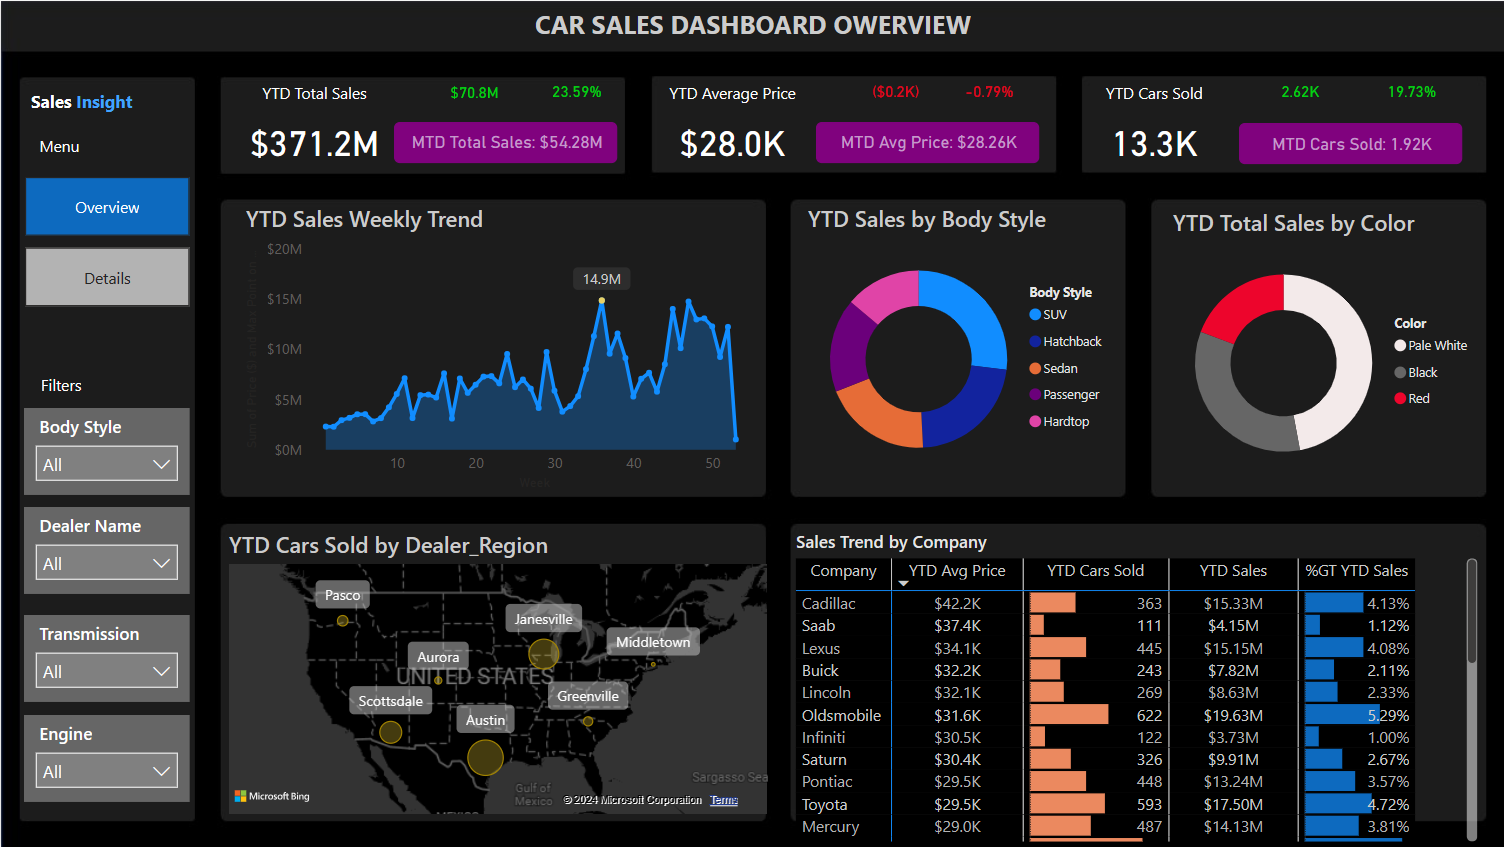 CAR SALES DASHBOARD OWERVIEW
Sales Insight
Menu
Overview
Details
Filters
Body Style
All
Dealer Name
All
Transmission
All
Engine
All
YTD Total Sales $70.8M 23.59%
$371.2M MTD Total Sales: $54.28M
YTD Average Price ($0.2K) -0.79%
$28.0K MTD Avg Price: $28.26K
YTD Cars Sold 2.62K 19.73%
13.3K MTD Cars Sold: 1.92K
YTD Sales Weekly Trend
$20M
$15M
$10M
$5M
$0M
14.9M
10 20 30 40 50
Week
YTD Sales by Body Style
Body Style
SUV
Hatchback
Sedan
Passenger
Hardtop
YTD Total Sales by Color
Color
Pale White
Black
Red
YTD Cars Sold by Dealer_Region
Pasco
Janesville
Middletown
Aurora
UNITED STATES
Scottsdale
Greenville
Austin
Sargasso Sea
Gulf of
Mexico
MEXICO
Microsoft Bing
© 2024 Microsoft Corporation Terms
Sales Trend by Company
Company YTD Avg Price YTD Cars Sold YTD Sales %GT YTD Sales
Cadillac $42.2K 363 $15.33M 4.13%
Saab $37.4K 111 $4.15M 1.12%
Lexus $34.1K 445 $15.15M 4.08%
Buick $32.2K 243 $7.82M 2.11%
Lincoln $32.1K 269 $8.63M 2.33%
Oldsmobile $31.6K 622 $19.63M 5.29%
Infiniti $30.5K 122 $3.73M 1.00%
Saturn $30.4K 326 $9.91M 2.67%
Pontiac $29.5K 448 $13.24M 3.57%
Toyota $29.5K 593 $17.50M 4.72%
Mercury $29.0K 487 $14.13M 3.81%